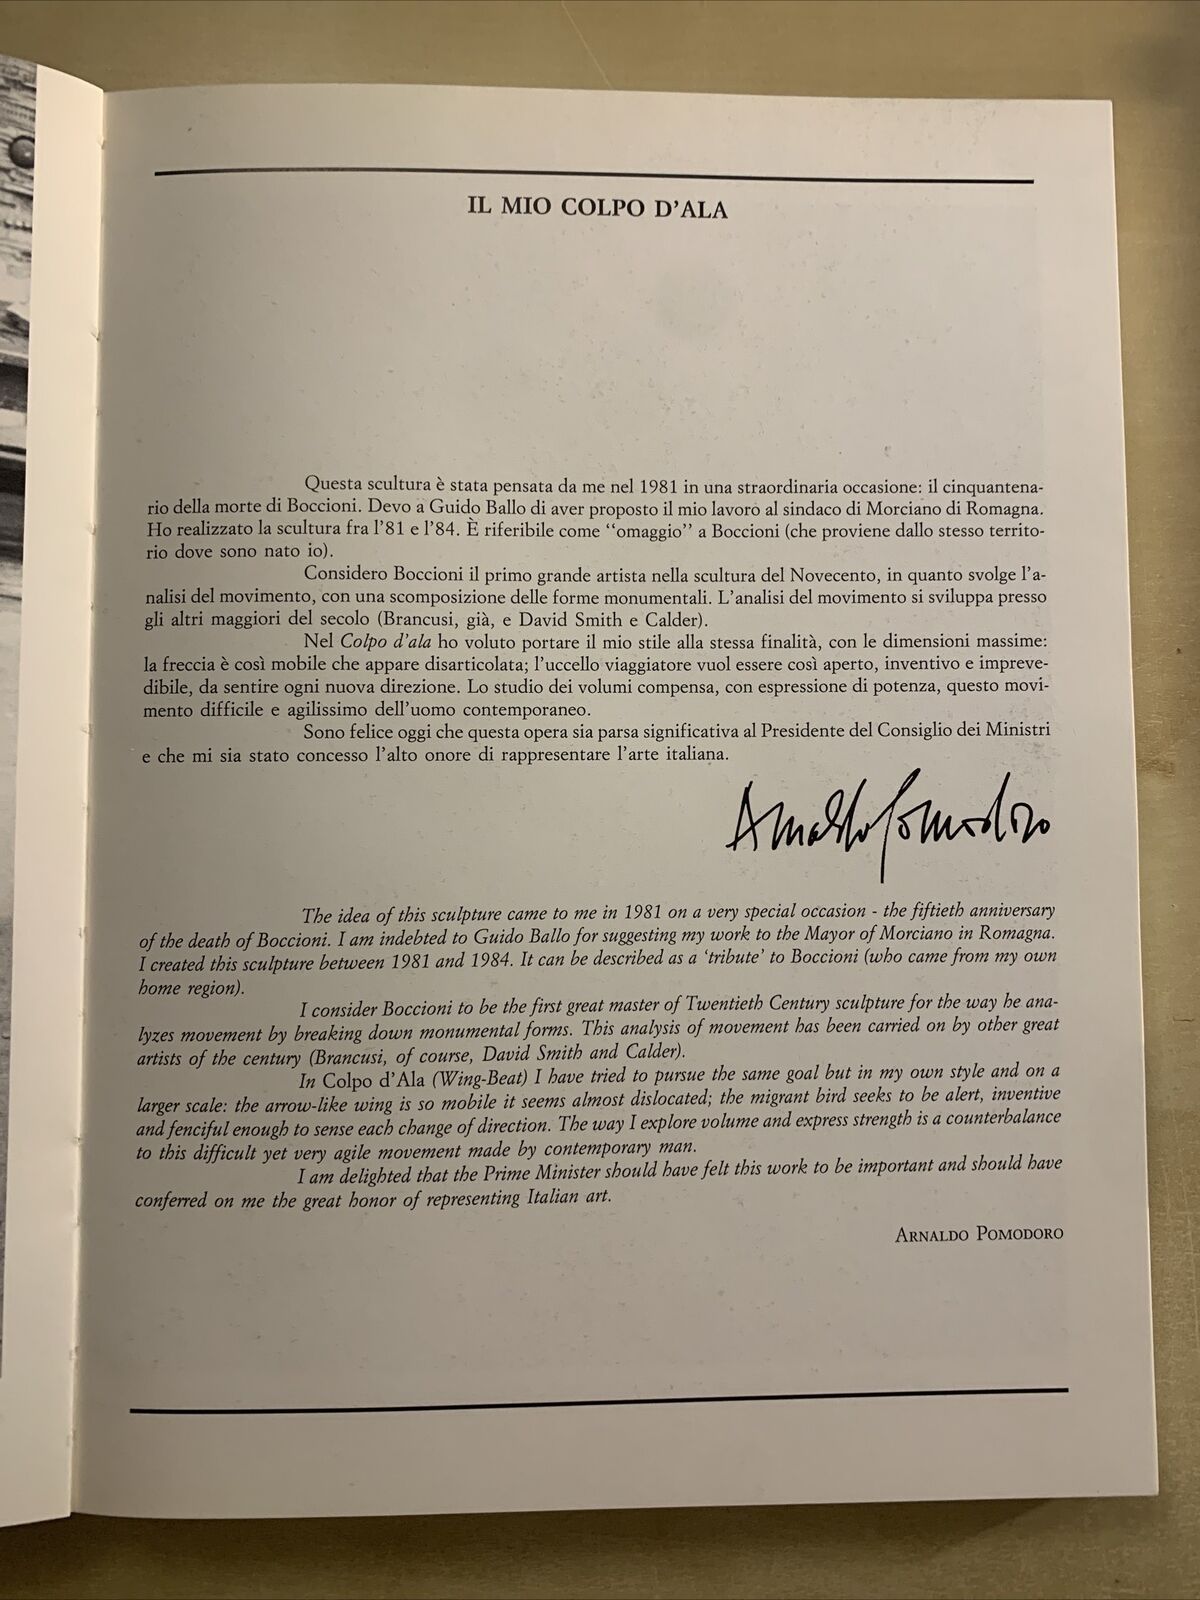 IL MIO COLPO D'ALA
Questa scultura è stata pensata da me nel 1981 in una straordinaria occasione: il cinquantena-
rio della morte di Boccioni. Devo a Guido Ballo di aver proposto il mio lavoro al sindaco di Morciano di Romagna.
Ho realizzato la scultura fra l'81 e l'84. È riferibile come “omaggio” a Boccioni (che proviene dallo stesso territo-
rio dove sono nato io).
Considero Boccioni il primo grande artista nella scultura del Novecento, in quanto svolge l'a-
nalisi del movimento, con una scomposizione delle forme monumentali. L'analisi del movimento si sviluppa presso
gli altri maggiori del secolo (Brancusi, già, e David Smith e Calder).
Nel Colpo d'ala ho voluto portare il mio stile alla stessa finalità, con le dimensioni massime:
la freccia è così mobile che appare disarticolata; l'uccello viaggiatore vuol essere così aperto, inventivo e impreve-
dibile, da sentire ogni nuova direzione. Lo studio dei volumi compensa, con espressione di potenza, questo movi-
mento difficile e agilissimo dell'uomo contemporaneo.
Sono felice oggi che questa opera sia parsa significativa al Presidente del Consiglio dei Ministri
e che mi sia stato concesso l'alto onore di rappresentare l'arte italiana.
Arnaldo Pomodoro
The idea of this sculpture came to me in 1981 on a very special occasion - the fiftieth anniversary
of the death of Boccioni. I am indebted to Guido Ballo for suggesting my work to the Mayor of Morciano in Romagna.
I created this sculpture between 1981 and 1984. It can be described as a ‘tribute’ to Boccioni (who came from my own
home region).
I consider Boccioni to be the first great master of Twentieth Century sculpture for the way he ana-
lyzes movement by breaking down monumental forms. This analysis of movement has been carried on by other great
artists of the century (Brancusi, of course, David Smith and Calder).
In Colpo d'Ala (Wing-Beat) I have tried to pursue the same goal but in my own style and on a
larger scale: the arrow-like wing is so mobile it seems almost dislocated; the migrant bird seeks to be alert, inventive
and fenciful enough to sense each change of direction. The way I explore volume and express strength is a counterbalance
to this difficult yet very agile movement made by contemporary man.
I am delighted that the Prime Minister should have felt this work to be important and should have
conferred on me the great honor of representing Italian art.
ARNALDO POMODORO